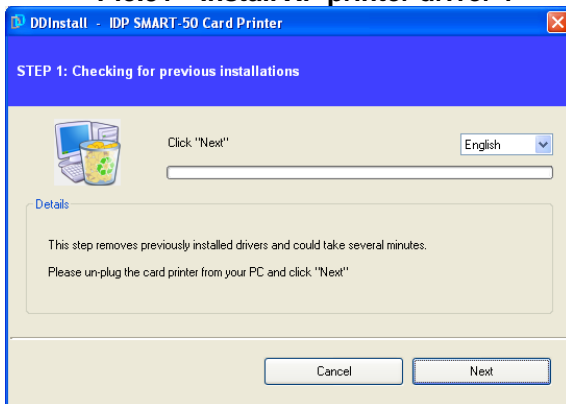 DDInstall - IDP SMART-50 Card Printer
STEP 1: Checking for previous installations
Click "Next"
English
Details
This step removes previously installed drivers and could take several minutes.
Please un-plug the card printer from your PC and click "Next"
Cancel
Next